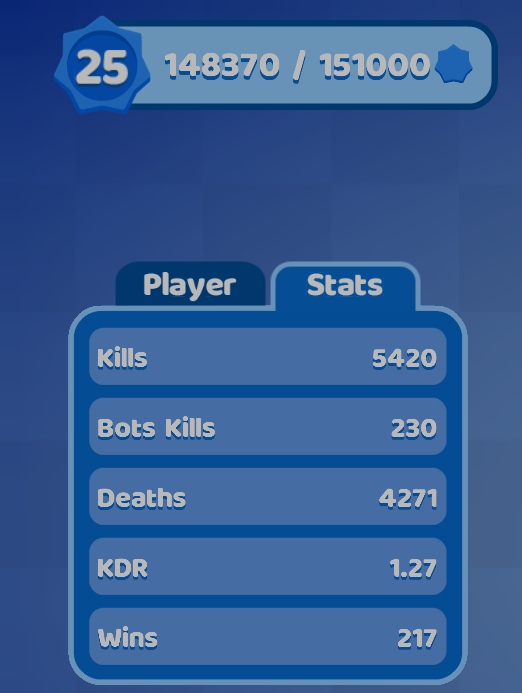 25 148370 / 151000
Player Stats
Kills 5420
Bots Kills 230
Deaths 4271
KDR 1.27
Wins 217